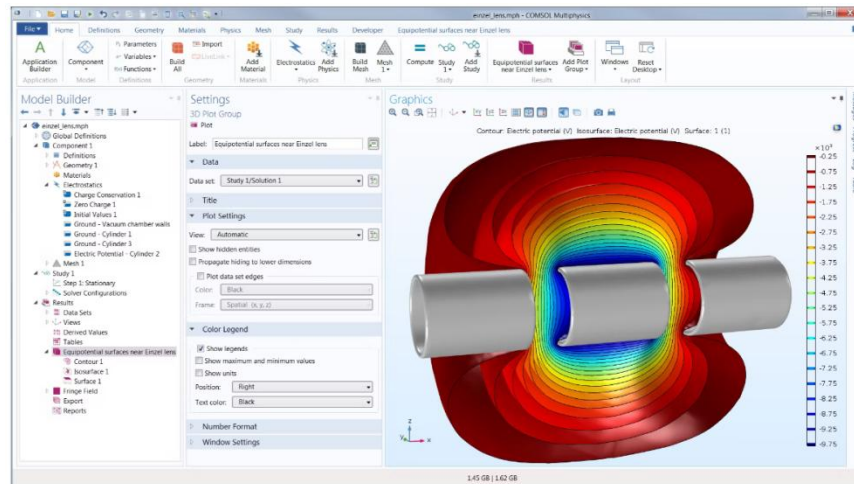 einzel_lens.mph - COMSOL Multiphysics
File Home Definitions Geometry Materials Physics Mesh Study Results Developer Equipotential surfaces near Einzel lens
Application Builder
Component 1
Parameters
Variables
Functions
Build All
Import
LiveLink
Add Material
Electrostatics
Add Physics
Build Mesh
Mesh 1
Compute
Study 1
Add Study
Equipotential surfaces near Einzel lens
Add Plot Group
Windows
Reset Desktop
Application Model Definitions Geometry Materials Physics Mesh Study Results Layout
Model Builder
einzel_lens.mph
Global Definitions
Component 1
Definitions
Geometry 1
Materials
Electrostatics
Charge Conservation 1
Zero Charge 1
Initial Values 1
Ground - Vacuum chamber walls
Ground - Cylinder 1
Ground - Cylinder 3
Electric Potential - Cylinder 2
Mesh 1
Study 1
Step 1: Stationary
Solver Configurations
Results
Data Sets
Views
Derived Values
Tables
Equipotential surfaces near Einzel lens
Contour 1
Isosurface 1
Surface 1
Fringe Field
Export
Reports
Settings
3D Plot Group
Plot
Label: Equipotential surfaces near Einzel lens
Data
Data set: Study 1/Solution 1
Title
Plot Settings
View: Automatic
Show hidden entities
Propagate hiding to lower dimensions
Plot data set edges
Color: Black
Frame: Spatial (x, y, z)
Color Legend
Show legends
Show maximum and minimum values
Show units
Position: Right
Text color: Black
Number Format
Window Settings
Graphics
Contour: Electric potential (V) Isosurface: Electric potential (V) Surface: 1 (1)
×10³
-0.25
-0.75
-1.25
-1.75
-2.25
-2.75
-3.25
-3.75
-4.25
-4.75
-5.25
-5.75
-6.25
-6.75
-7.25
-7.75
-8.25
-8.75
-9.25
-9.75
z
y x
1.45 GB | 1.62 GB